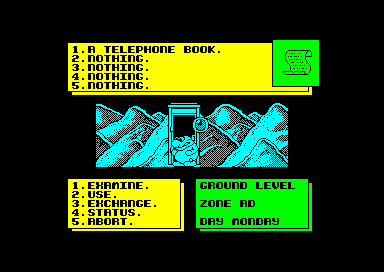 1.A TELEPHONE BOOK.
2.NOTHING.
3.NOTHING.
4.NOTHING.
5.NOTHING.
1.EXAMINE.
2.USE.
3.EXCHANGE.
4.STATUS.
5.ABORT.
GROUND LEVEL
ZONE AD
DAY MONDAY